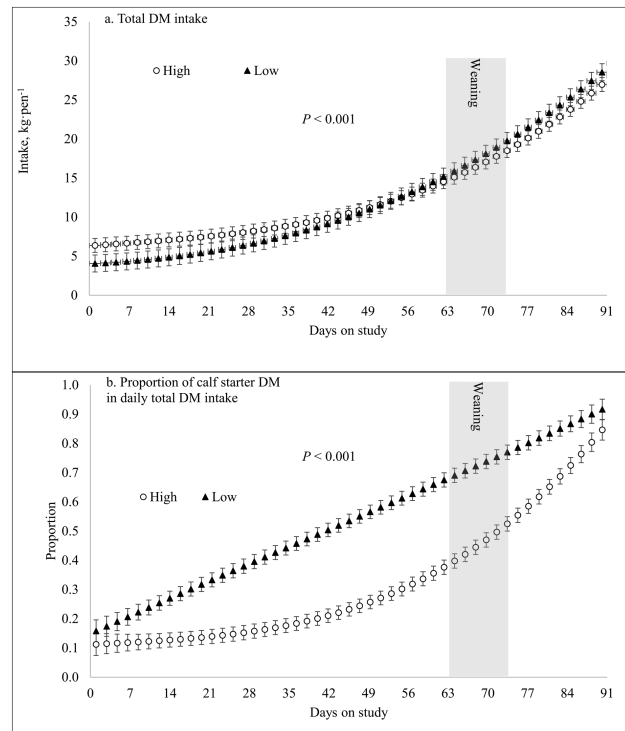 a. Total DM intake
35
30
25
20
15
10
5
0
Intake, kg·pen⁻¹
High
Low
P < 0.001
Weaning
0 7 14 21 28 35 42 49 56 63 70 77 84 91
Days on study
b. Proportion of calf starter DM
in daily total DM intake
1.0
0.9
0.8
0.7
0.6
0.5
0.4
0.3
0.2
0.1
0.0
Proportion
P < 0.001
High
Low
Weaning
0 7 14 21 28 35 42 49 56 63 70 77 84 91
Days on study